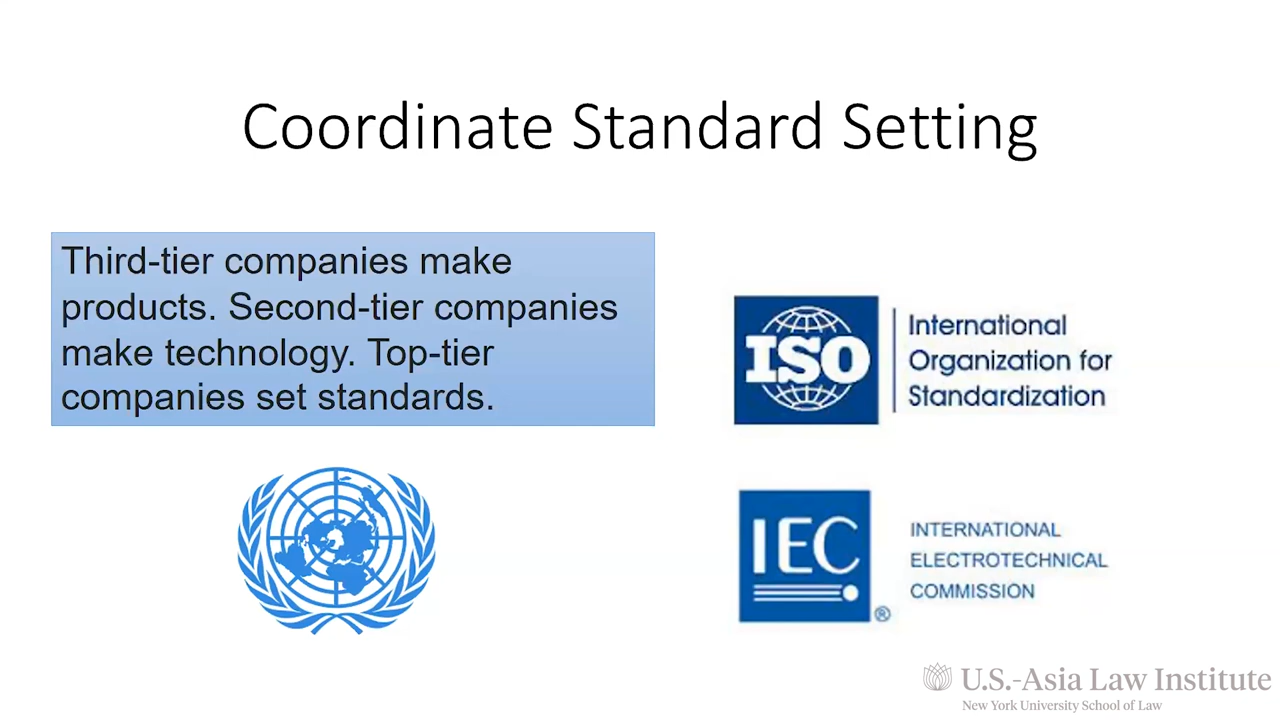 Coordinate Standard Setting
Third-tier companies make
products. Second-tier companies
make technology. Top-tier
companies set standards.
ISO
International
Organization for
Standardization
IEC
®
INTERNATIONAL
ELECTROTECHNICAL
COMMISSION
U.S.-Asia Law Institute
New York University School of Law